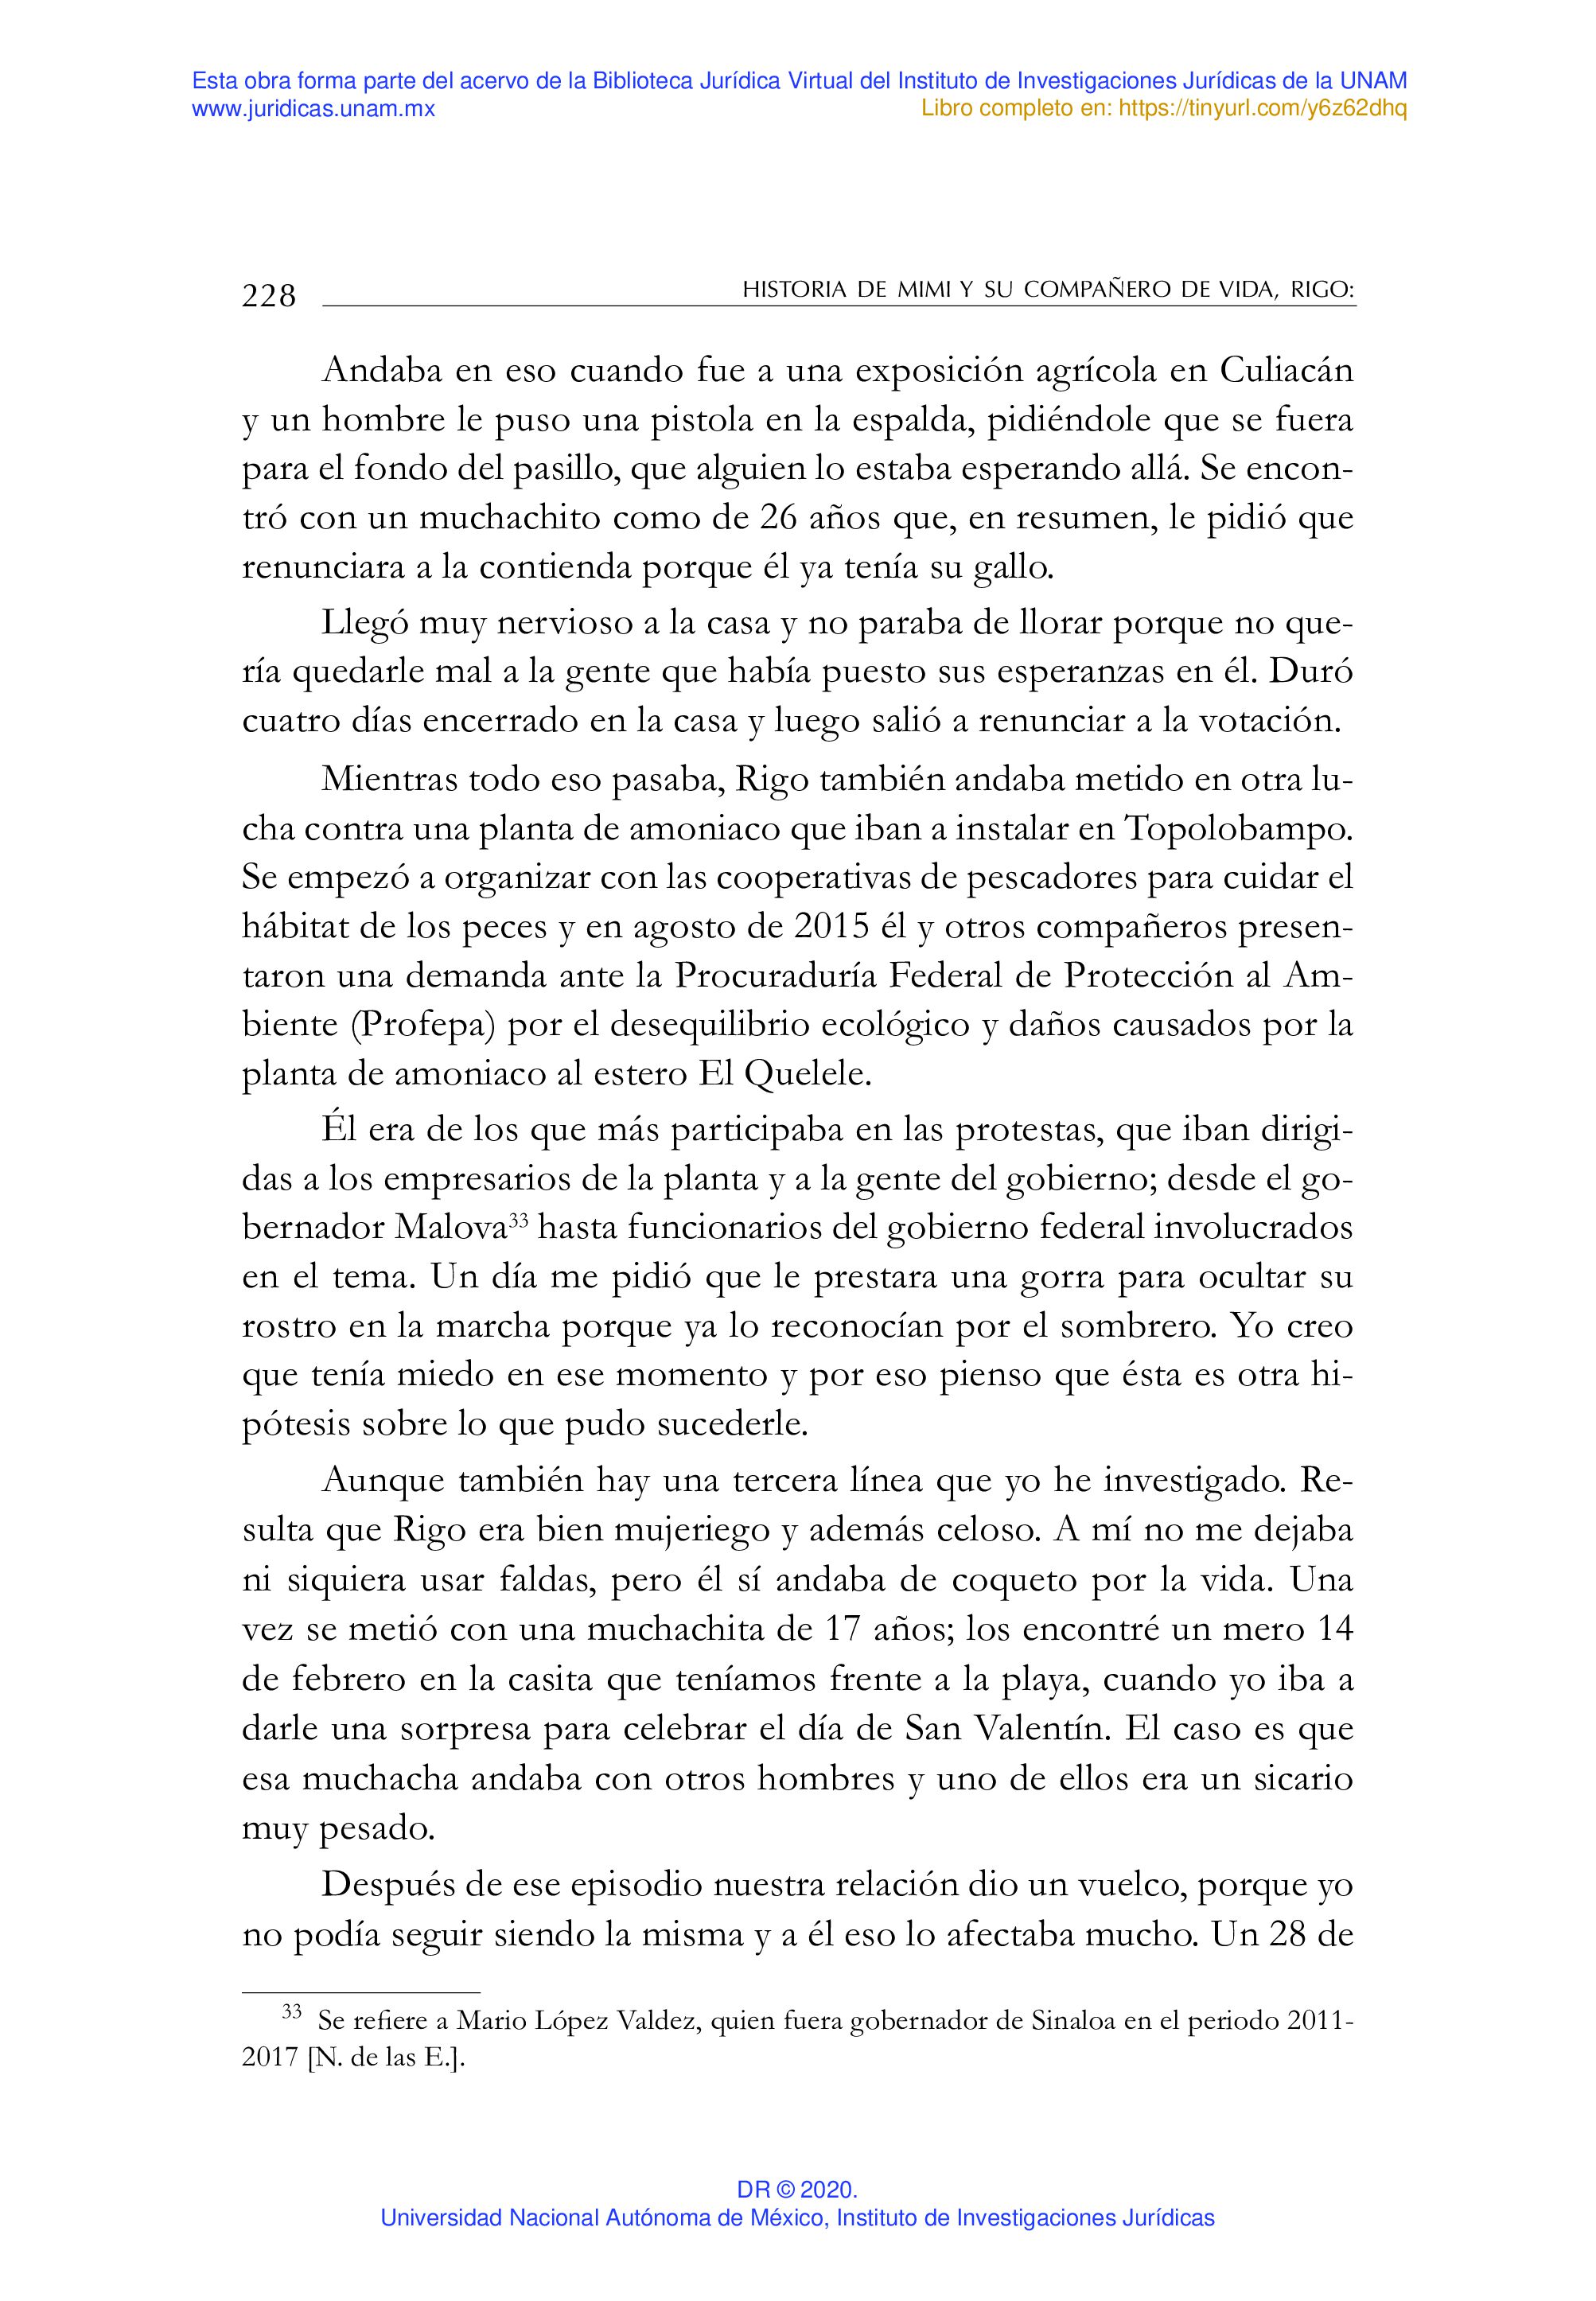 Esta obra forma parte del acervo de la Biblioteca Jurídica Virtual del Instituto de Investigaciones Jurídicas de la UNAM
www.juridicas.unam.mx
Libro completo en: https://tinyurl.com/y6z62dhq
228
HISTORIA DE MIMI Y SU COMPAÑERO DE VIDA, RIGO:
Andaba en eso cuando fue a una exposición agrícola en Culiacán
y un hombre le puso una pistola en la espalda, pidiéndole que se fuera
para el fondo del pasillo, que alguien lo estaba esperando allá. Se encon-
tró con un muchachito como de 26 años que, en resumen, le pidió que
renunciara a la contienda porque él ya tenía su gallo.
Llegó muy nervioso a la casa y no paraba de llorar porque no que-
ría quedarle mal a la gente que había puesto sus esperanzas en él. Duró
cuatro días encerrado en la casa y luego salió a renunciar a la votación.
Mientras todo eso pasaba, Rigo también andaba metido en otra lu-
cha contra una planta de amoniaco que iban a instalar en Topolobampo.
Se empezó a organizar con las cooperativas de pescadores para cuidar el
hábitat de los peces y en agosto de 2015 él y otros compañeros presen-
taron una demanda ante la Procuraduría Federal de Protección al Am-
biente (Profepa) por el desequilibrio ecológico y daños causados por la
planta de amoniaco al estero El Quelele.
Él era de los que más participaba en las protestas, que iban dirigi-
das a los empresarios de la planta y a la gente del gobierno; desde el go-
bernador Malova33 hasta funcionarios del gobierno federal involucrados
en el tema. Un día me pidió que le prestara una gorra para ocultar su
rostro en la marcha porque ya lo reconocían por el sombrero. Yo creo
que tenía miedo en ese momento y por eso pienso que ésta es otra hi-
pótesis sobre lo que pudo sucederle.
Aunque también hay una tercera línea que yo he investigado. Re-
sulta que Rigo era bien mujeriego y además celoso. A mí no me dejaba
ni siquiera usar faldas, pero él sí andaba de coqueto por la vida. Una
vez se metió con una muchachita de 17 años; los encontré un mero 14
de febrero en la casita que teníamos frente a la playa, cuando yo iba a
darle una sorpresa para celebrar el día de San Valentín. El caso es que
esa muchacha andaba con otros hombres y uno de ellos era un sicario
muy pesado.
Después de ese episodio nuestra relación dio un vuelco, porque yo
no podía seguir siendo la misma y a él eso lo afectaba mucho. Un 28 de
33 Se refiere a Mario López Valdez, quien fuera gobernador de Sinaloa en el periodo 2011-
2017 [N. de las E.].
DR © 2020.
Universidad Nacional Autónoma de México, Instituto de Investigaciones Jurídicas